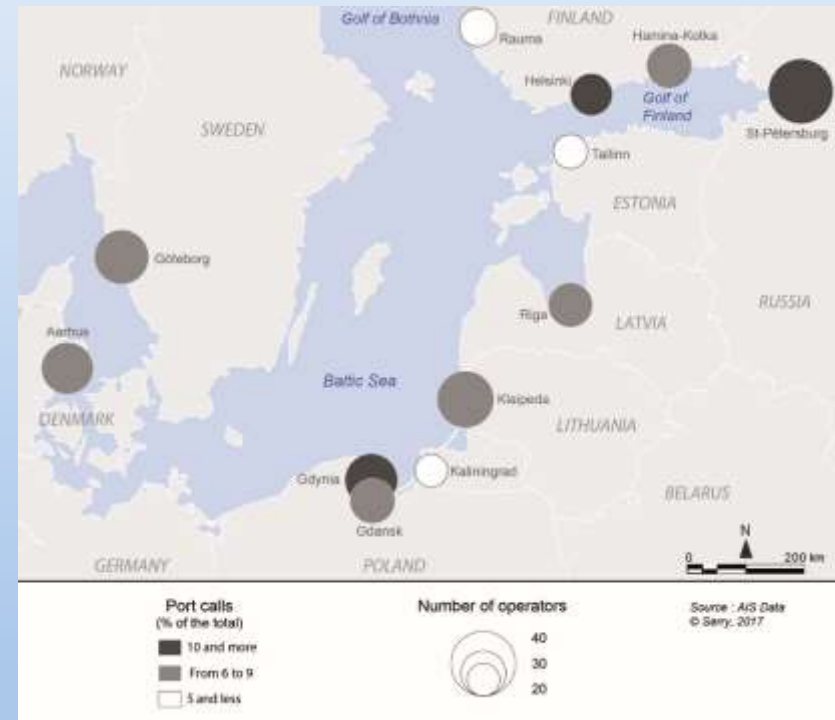 Golf of Bothnia
FINLAND
Rauma
Hamina-Kotka
NORWAY
Helsinki
Golf of
Finland
SWEDEN
St-Pétersburg
Tallinn
ESTONIA
Göteborg
RUSSIA
Riga
LATVIA
Aarhus
Baltic Sea
Klaipeda
DENMARK
LITHUANIA
Gdynia
Kaliningrad
BELARUS
Gdansk
N
0 200 km
GERMANY
POLAND
Port calls
(% of the total)
10 and more
From 6 to 9
5 and less
Number of operators
40
30
20
Source : AIS Data
© Serry, 2017